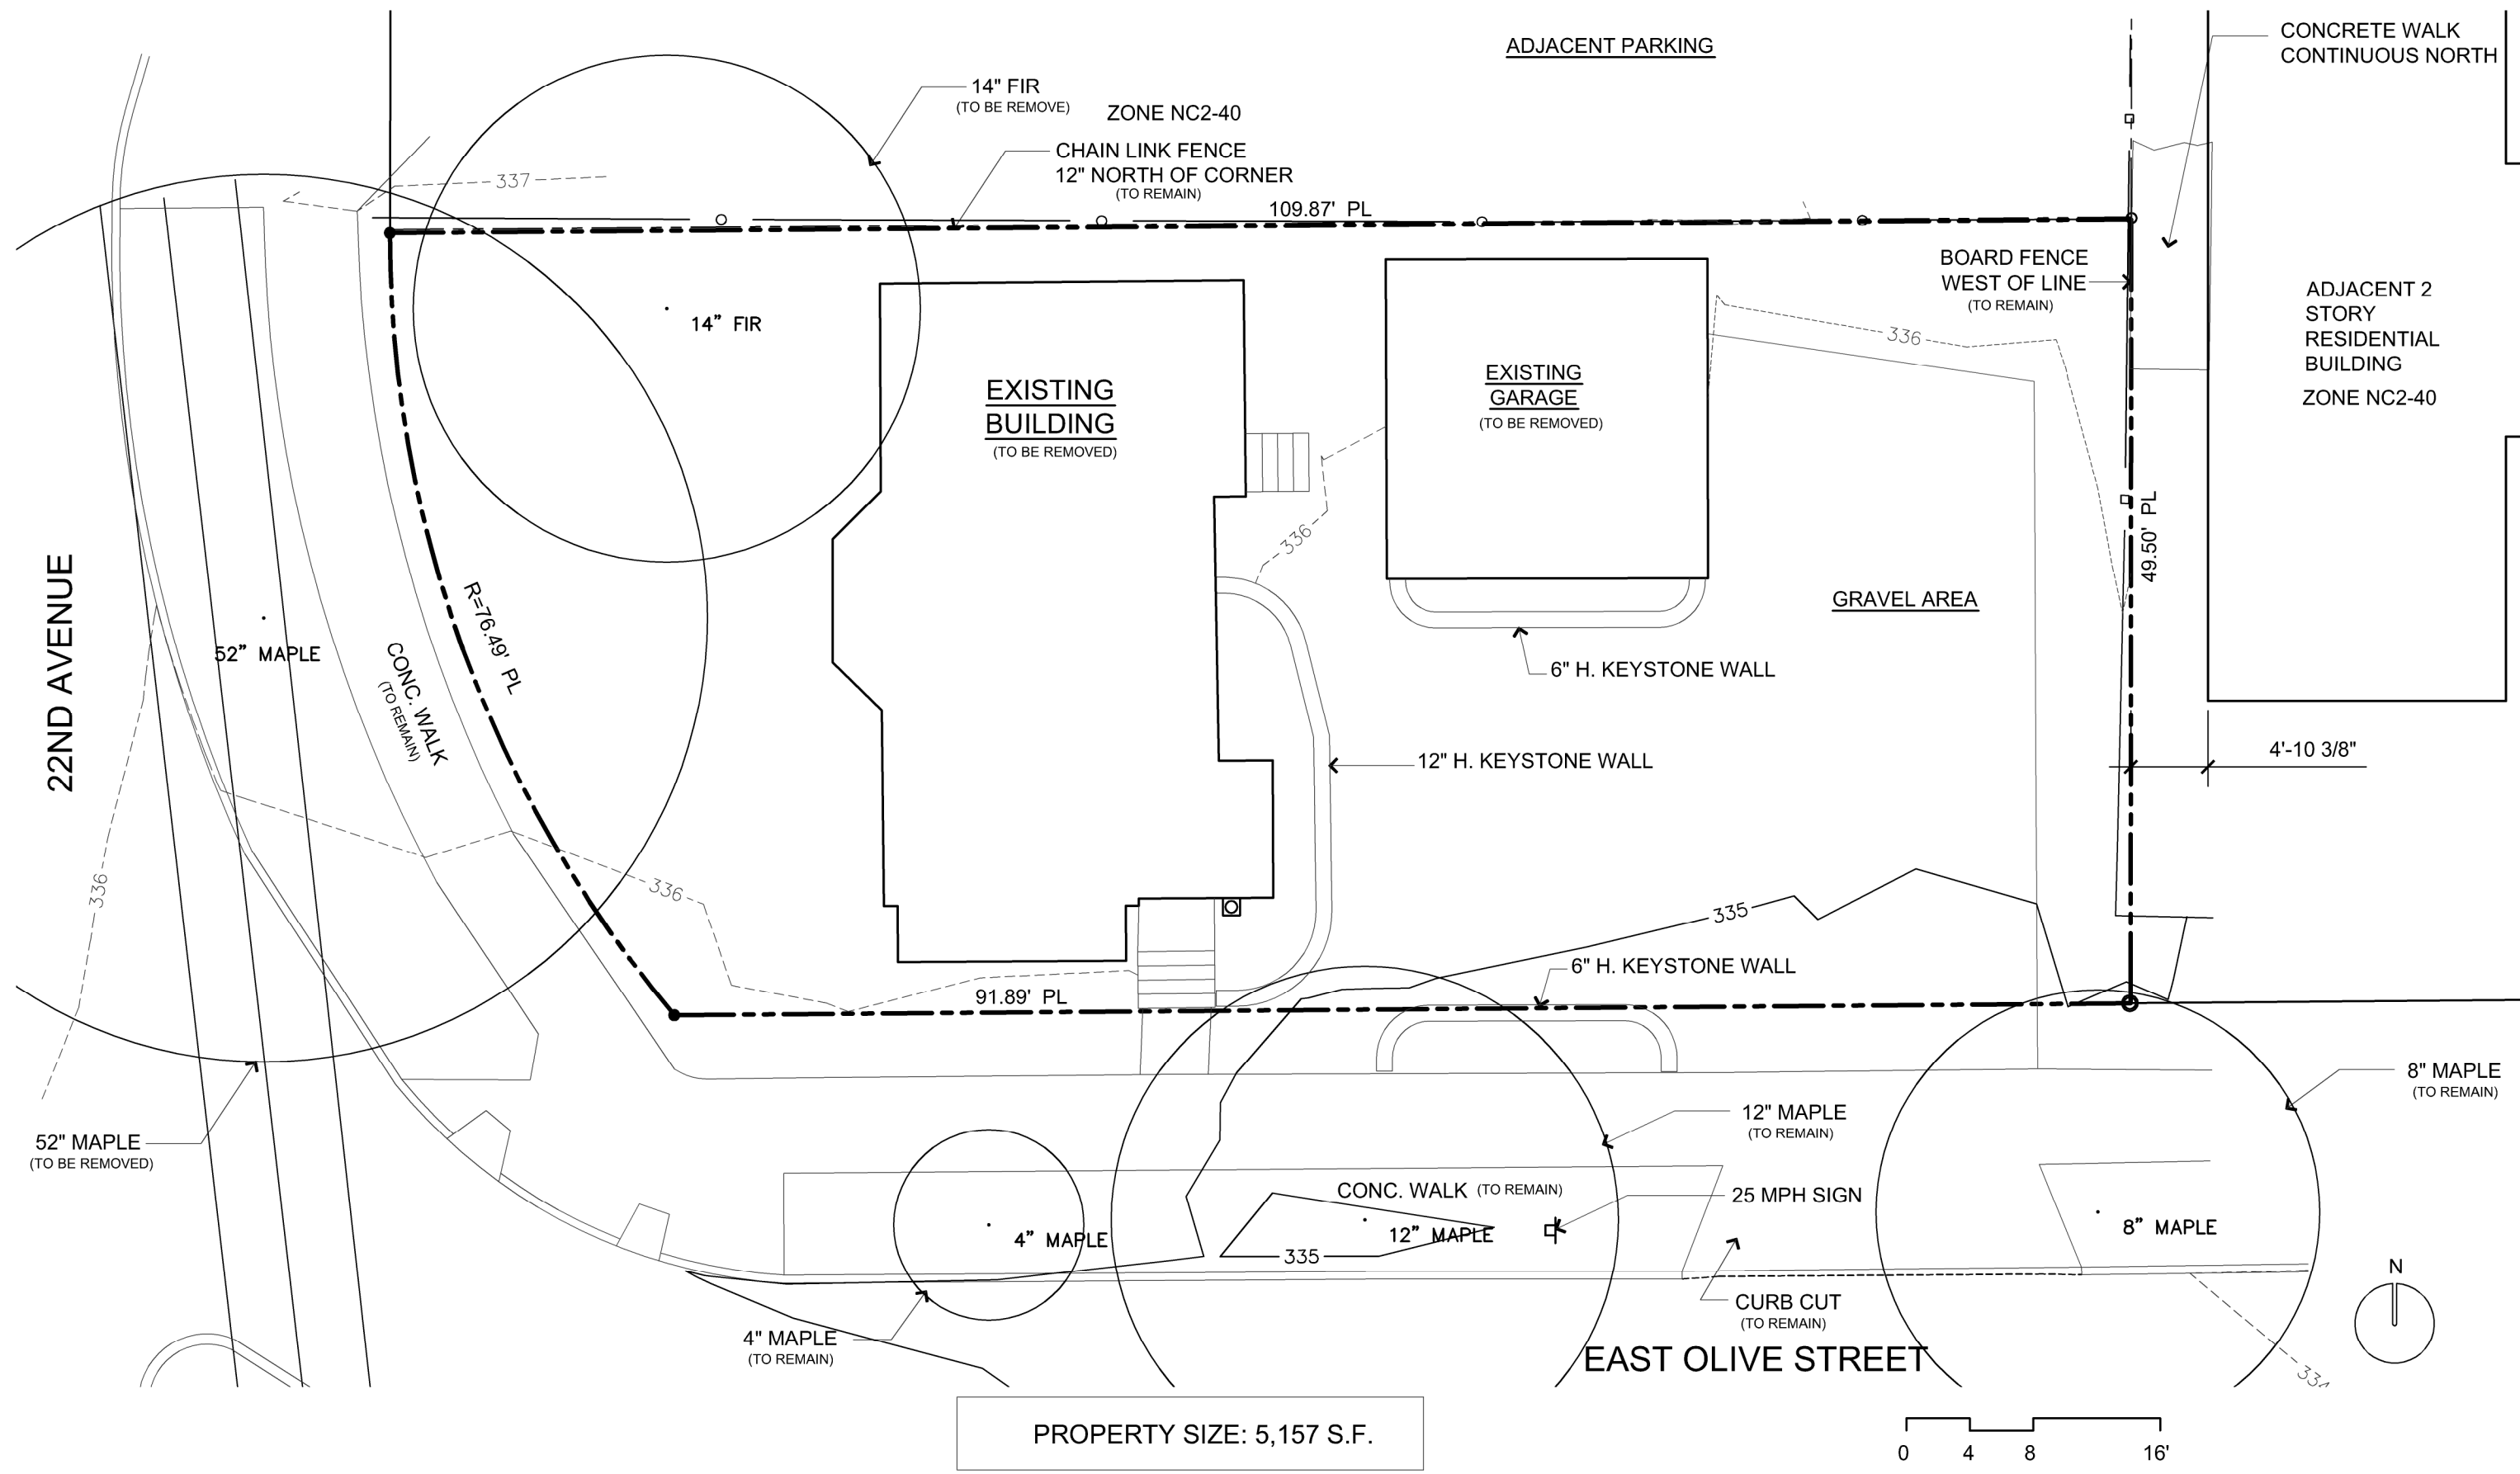 ADJACENT PARKING
CONCRETE WALK
CONTINUOUS NORTH
14" FIR
(TO BE REMOVE)
ZONE NC2-40
CHAIN LINK FENCE
12" NORTH OF CORNER
(TO REMAIN)
337
109.87' PL
BOARD FENCE
WEST OF LINE
(TO REMAIN)
ADJACENT 2
STORY
RESIDENTIAL
BUILDING
ZONE NC2-40
14” FIR
336
EXISTING
BUILDING
(TO BE REMOVED)
EXISTING
GARAGE
(TO BE REMOVED)
336
49.50' PL
22ND AVENUE
R=76.49' PL
52” MAPLE
CONC. WALK
(TO REMAIN)
GRAVEL AREA
6" H. KEYSTONE WALL
12" H. KEYSTONE WALL
4'-10 3/8"
336
336
335
6" H. KEYSTONE WALL
91.89' PL
8" MAPLE
(TO REMAIN)
52" MAPLE
(TO BE REMOVED)
12" MAPLE
(TO REMAIN)
CONC. WALK (TO REMAIN)
25 MPH SIGN
4” MAPLE
12” MAPLE
8” MAPLE
335
N
CURB CUT
(TO REMAIN)
4" MAPLE
(TO REMAIN)
EAST OLIVE STREET
334
PROPERTY SIZE: 5,157 S.F.
0 4 8 16'